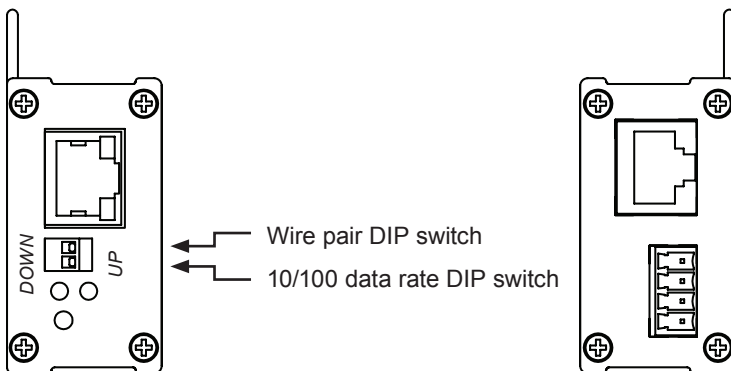 Wire pair DIP switch
DOWN
UP
10/100 data rate DIP switch